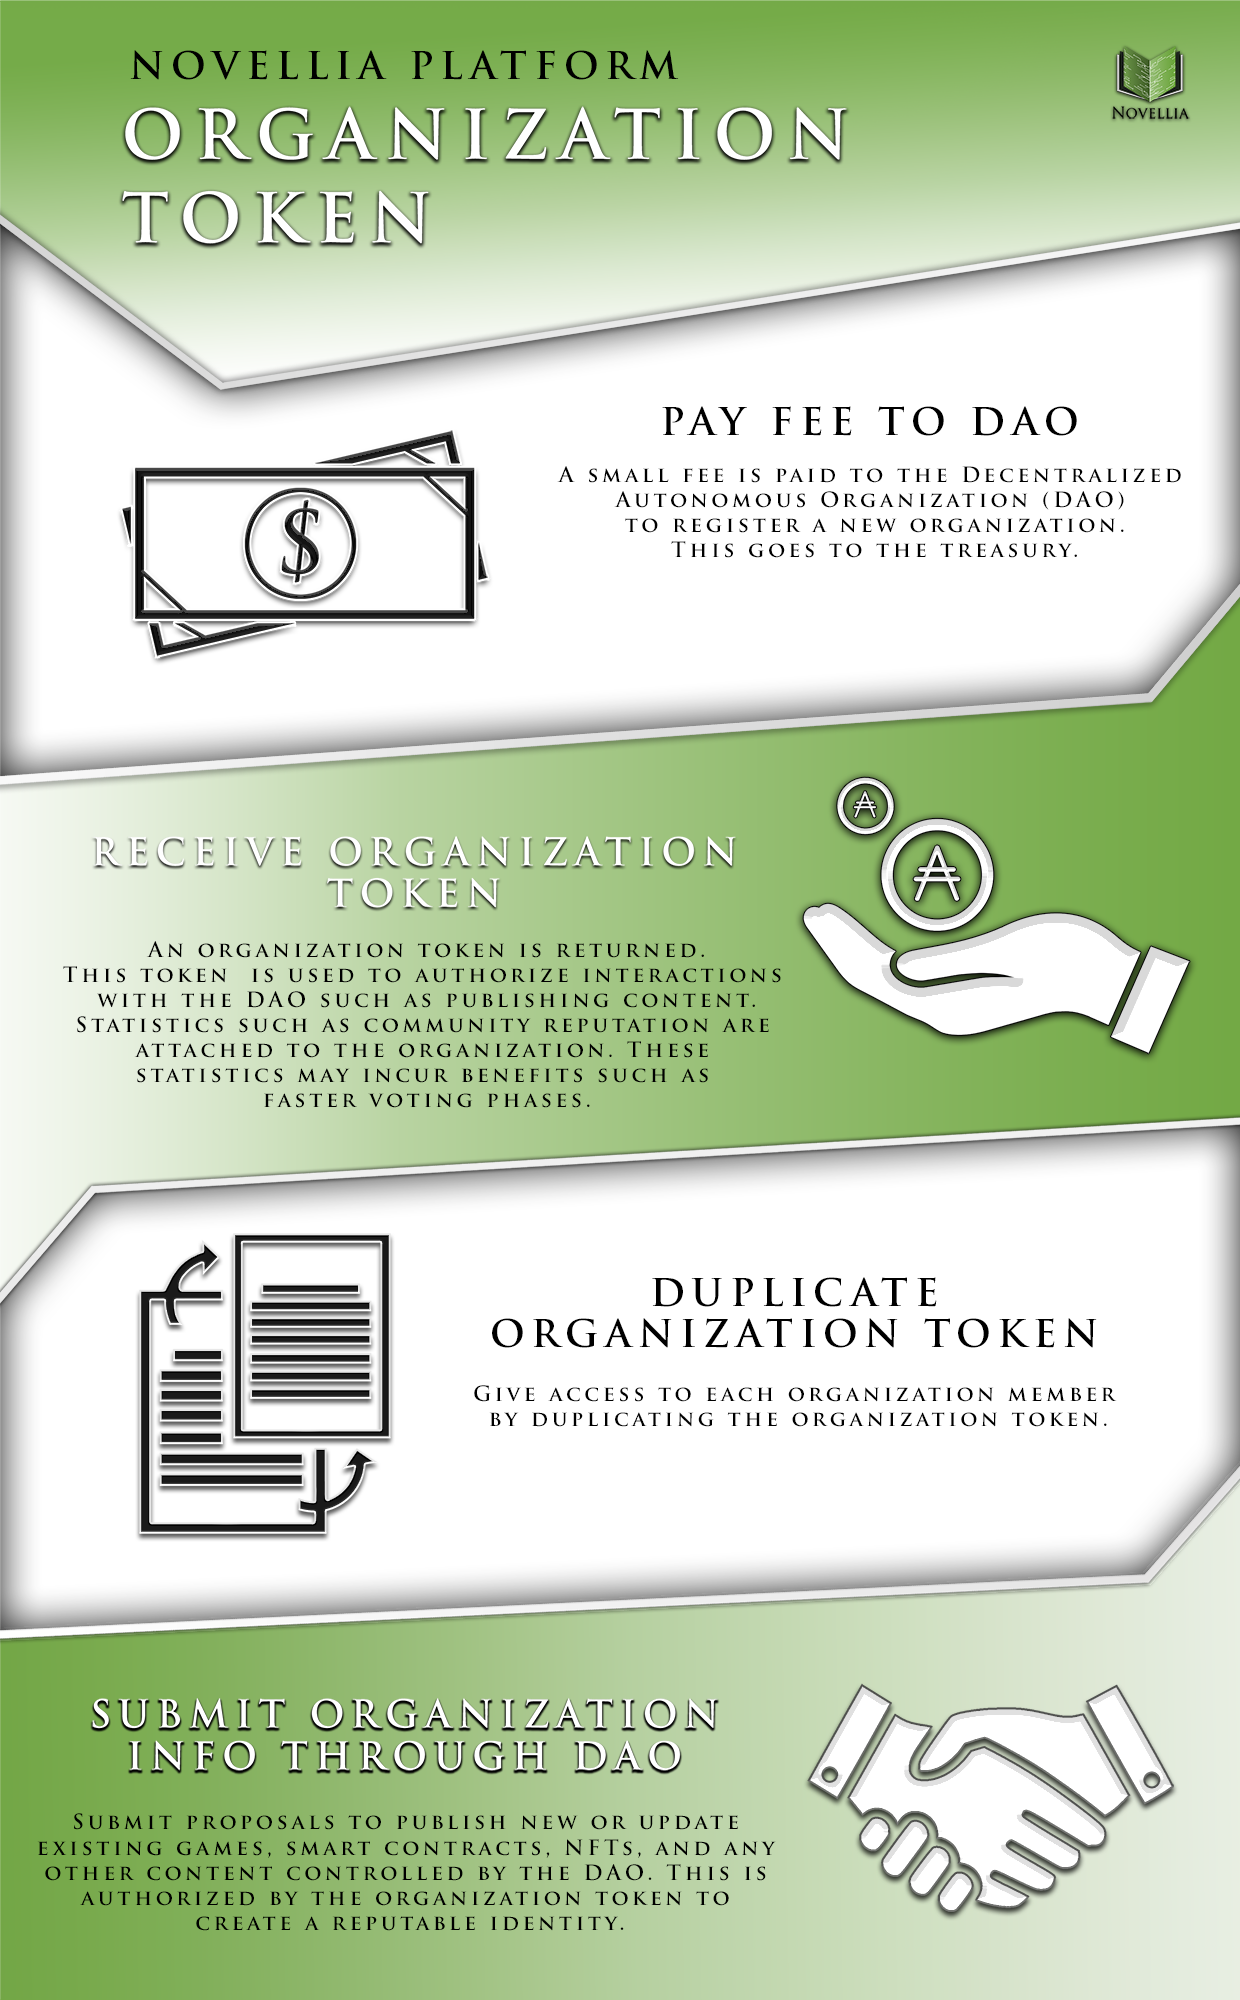 NOVELLIA PLATFORM
ORGANIZATION
TOKEN
NOVELLIA
PAY FEE TO DAO
A SMALL FEE IS PAID TO THE DECENTRALIZED
AUTONOMOUS ORGANIZATION (DAO)
TO REGISTER A NEW ORGANIZATION.
THIS GOES TO THE TREASURY.
$
RECEIVE ORGANIZATION
TOKEN
AN ORGANIZATION TOKEN IS RETURNED.
THIS TOKEN IS USED TO AUTHORIZE INTERACTIONS
WITH THE DAO SUCH AS PUBLISHING CONTENT.
STATISTICS SUCH AS COMMUNITY REPUTATION ARE
ATTACHED TO THE ORGANIZATION. THESE
STATISTICS MAY INCUR BENEFITS SUCH AS
FASTER VOTING PHASES.
DUPLICATE
ORGANIZATION TOKEN
GIVE ACCESS TO EACH ORGANIZATION MEMBER
BY DUPLICATING THE ORGANIZATION TOKEN.
SUBMIT ORGANIZATION
INFO THROUGH DAO
SUBMIT PROPOSALS TO PUBLISH NEW OR UPDATE
EXISTING GAMES, SMART CONTRACTS, NFTS, AND ANY
OTHER CONTENT CONTROLLED BY THE DAO. THIS IS
AUTHORIZED BY THE ORGANIZATION TOKEN TO
CREATE A REPUTABLE IDENTITY.